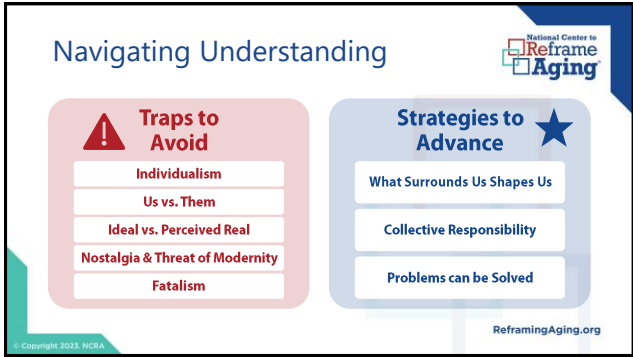 Navigating Understanding
National Center to
Reframe
Aging
Traps to
Avoid
Individualism
Us vs. Them
Ideal vs. Perceived Real
Nostalgia & Threat of Modernity
Fatalism
Strategies to
Advance
What Surrounds Us Shapes Us
Collective Responsibility
Problems can be Solved
ReframingAging.org
© Copyright 2023. NCRA